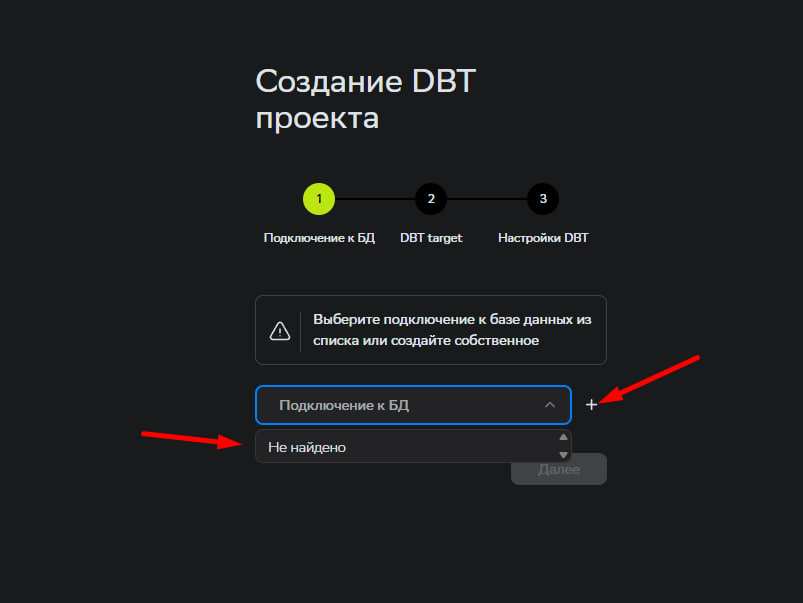 Создание DBT
проекта
1 2 3
Подключение к БД DBT target Настройки DBT
Выберите подключение к базе данных из
списка или создайте собственное
Подключение к БД
Не найдено
Далее